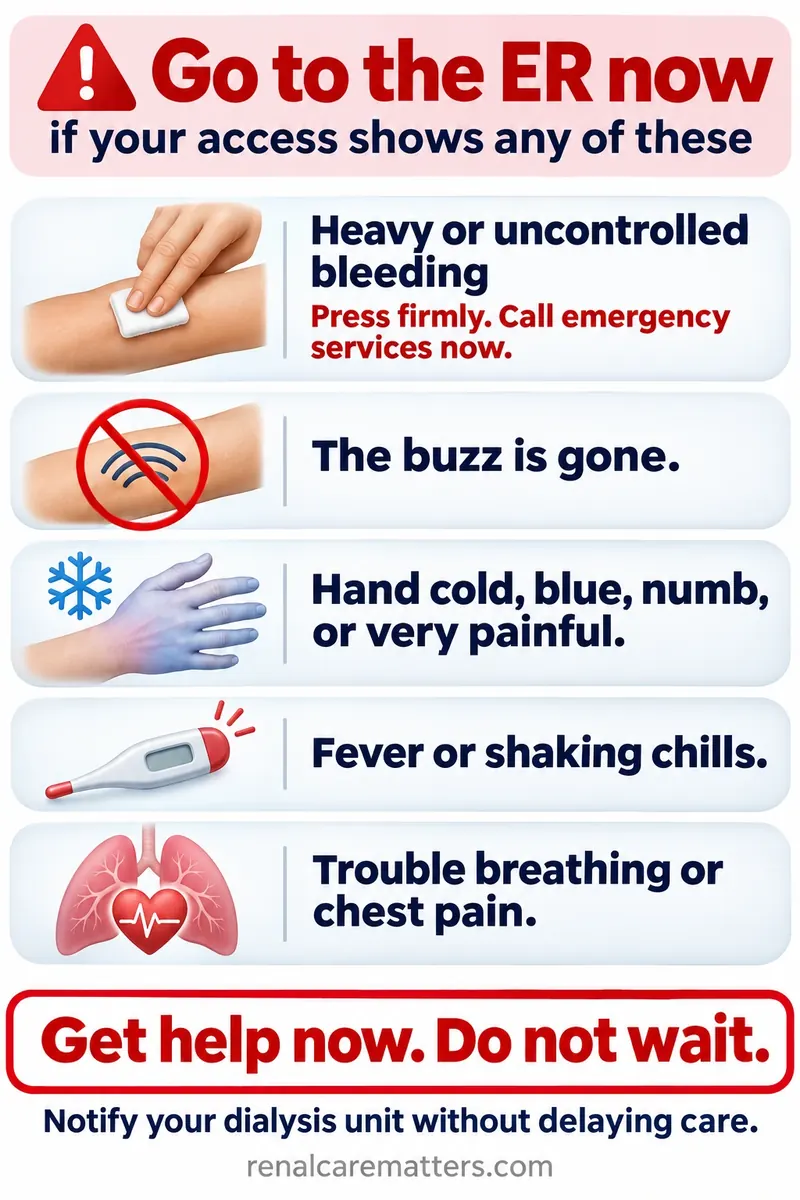 Go to the ER now
if your access shows any of these
Heavy or uncontrolled
bleeding
Press firmly. Call emergency
services now.
The buzz is gone.
Hand cold, blue, numb,
or very painful.
Fever or shaking chills.
Trouble breathing or
chest pain.
Get help now. Do not wait.
Notify your dialysis unit without delaying care.
renalcarematters.com